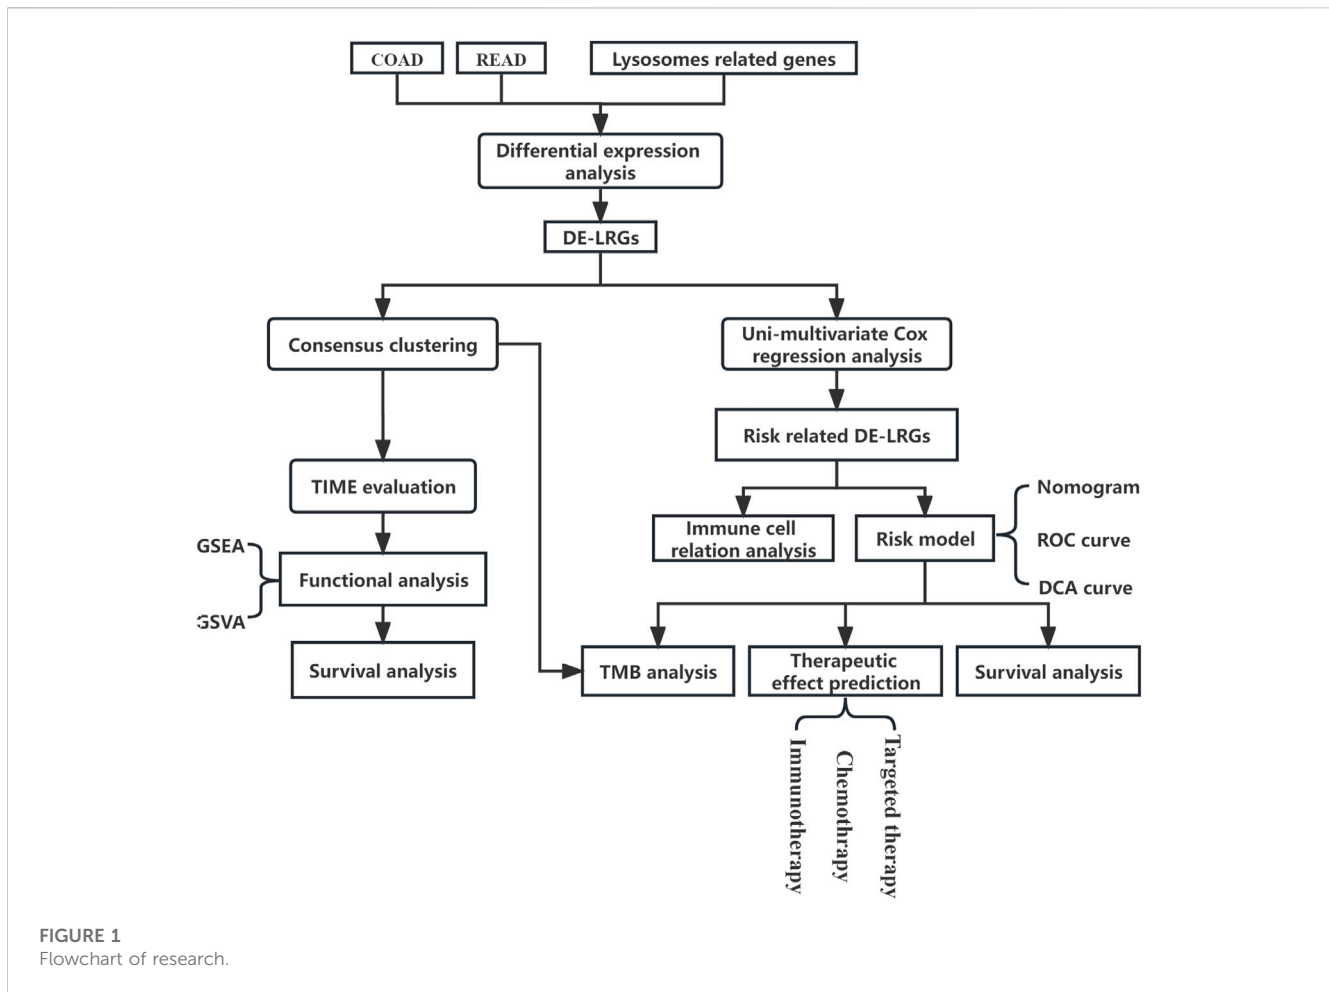 COAD
READ
Lysosomes related genes
Differential expression
analysis
DE-LRGs
Consensus clustering
Uni-multivariate Cox
regression analysis
Risk related DE-LRGs
TIME evaluation
Nomogram
Immune cell
relation analysis
Risk model
ROC curve
GSEA
Functional analysis
DCA curve
GSVA
Survival analysis
TMB analysis
Therapeutic
effect prediction
Survival analysis
Immunotherapy
Chemothrapy
Targeted therapy
FIGURE 1
Flowchart of research.